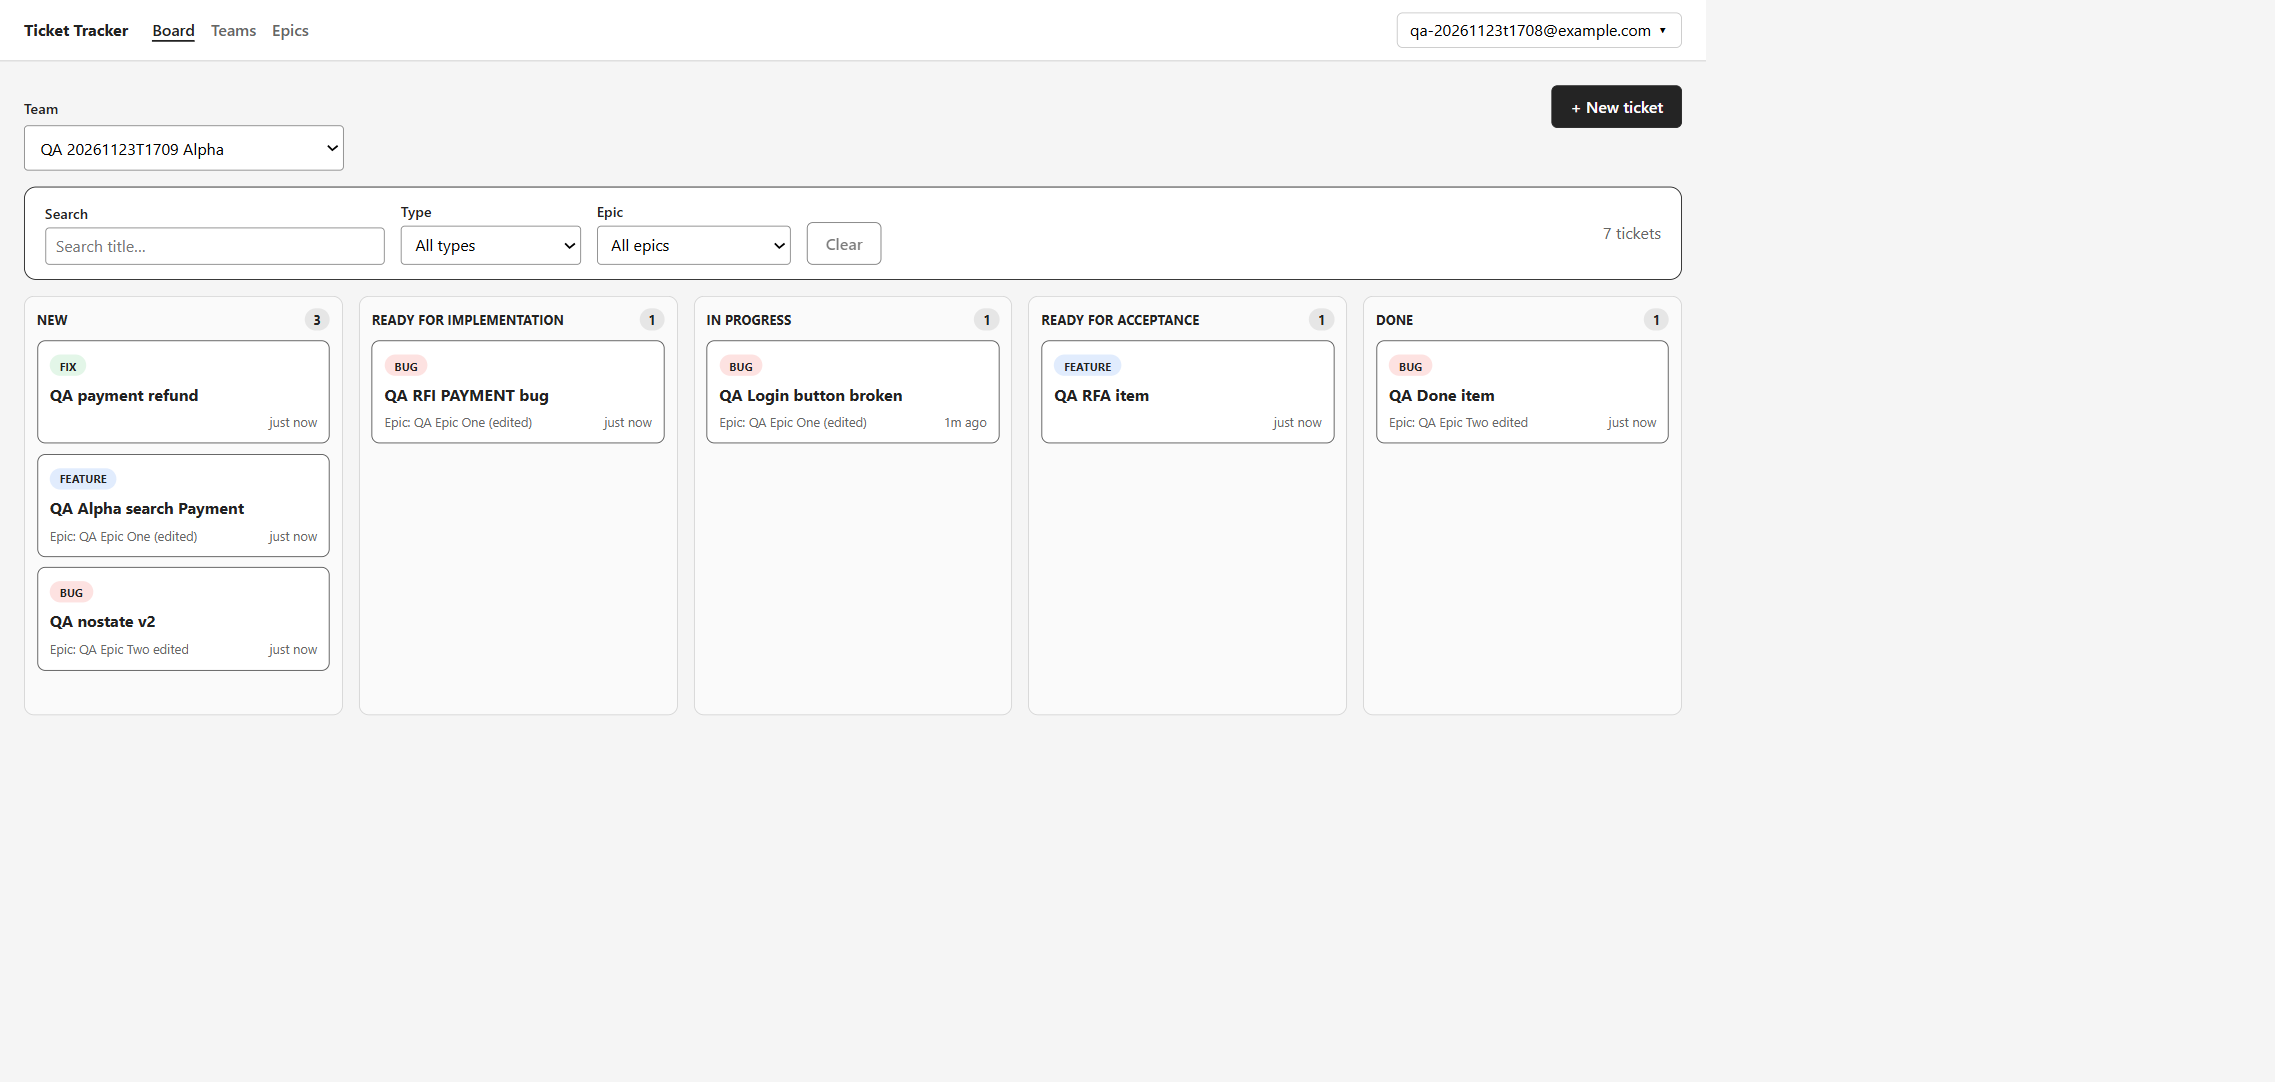 Ticket Tracker Board Teams Epics qa-20261123t1708@example.com ▼
+ New ticket
Team
QA 20261123T1709 Alpha
Search Type Epic
Search title... All types All epics Clear 7 tickets
NEW 3
FIX
QA payment refund
just now
FEATURE
QA Alpha search Payment
Epic: QA Epic One (edited) just now
BUG
QA nostate v2
Epic: QA Epic Two edited just now
READY FOR IMPLEMENTATION 1
BUG
QA RFI PAYMENT bug
Epic: QA Epic One (edited) just now
IN PROGRESS 1
BUG
QA Login button broken
Epic: QA Epic One (edited) 1m ago
READY FOR ACCEPTANCE 1
FEATURE
QA RFA item
just now
DONE 1
BUG
QA Done item
Epic: QA Epic Two edited just now